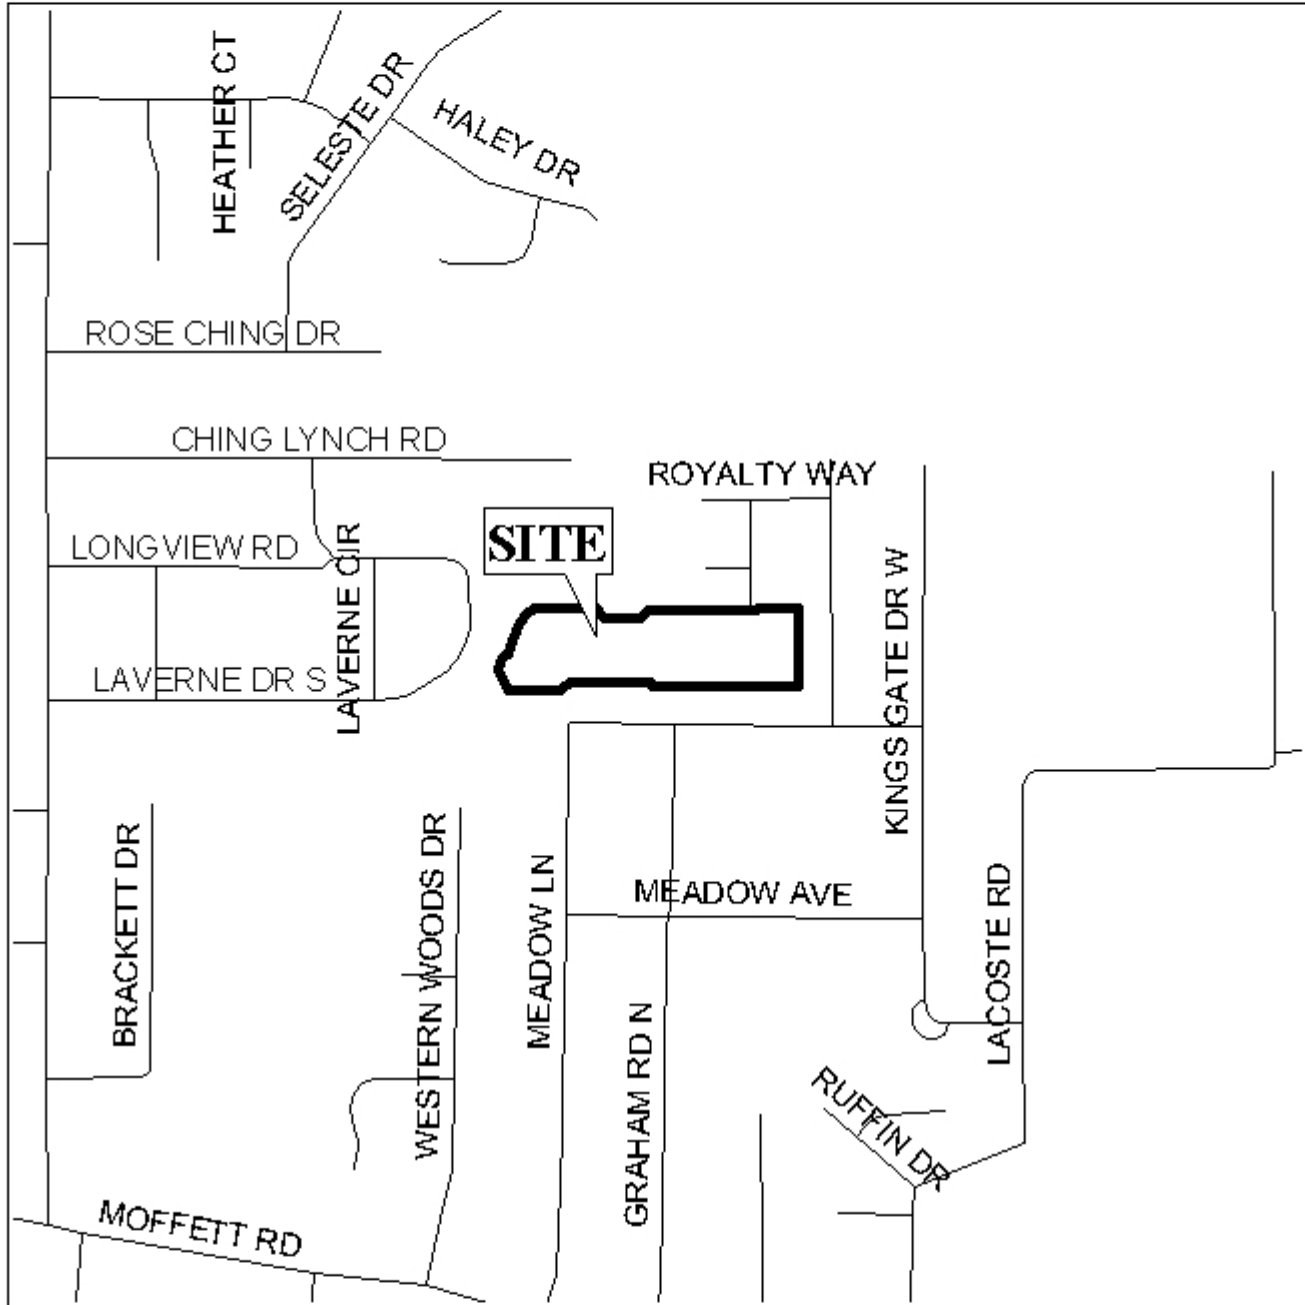 HEATHER CT
SELESTE DR
HALEY DR
ROSE CHING DR
CHING LYNCH RD
ROYALTY WAY
SITE
LONGVIEW RD
LAVERNE CIR
KINGS GATE DR W
LAVERNE DR S
BRACKETT DR
WESTERN WOODS DR
MEADOW LN
MEADOW AVE
LACOSTE RD
GRAHAM RD N
RUFFIN DR
MOFFETT RD